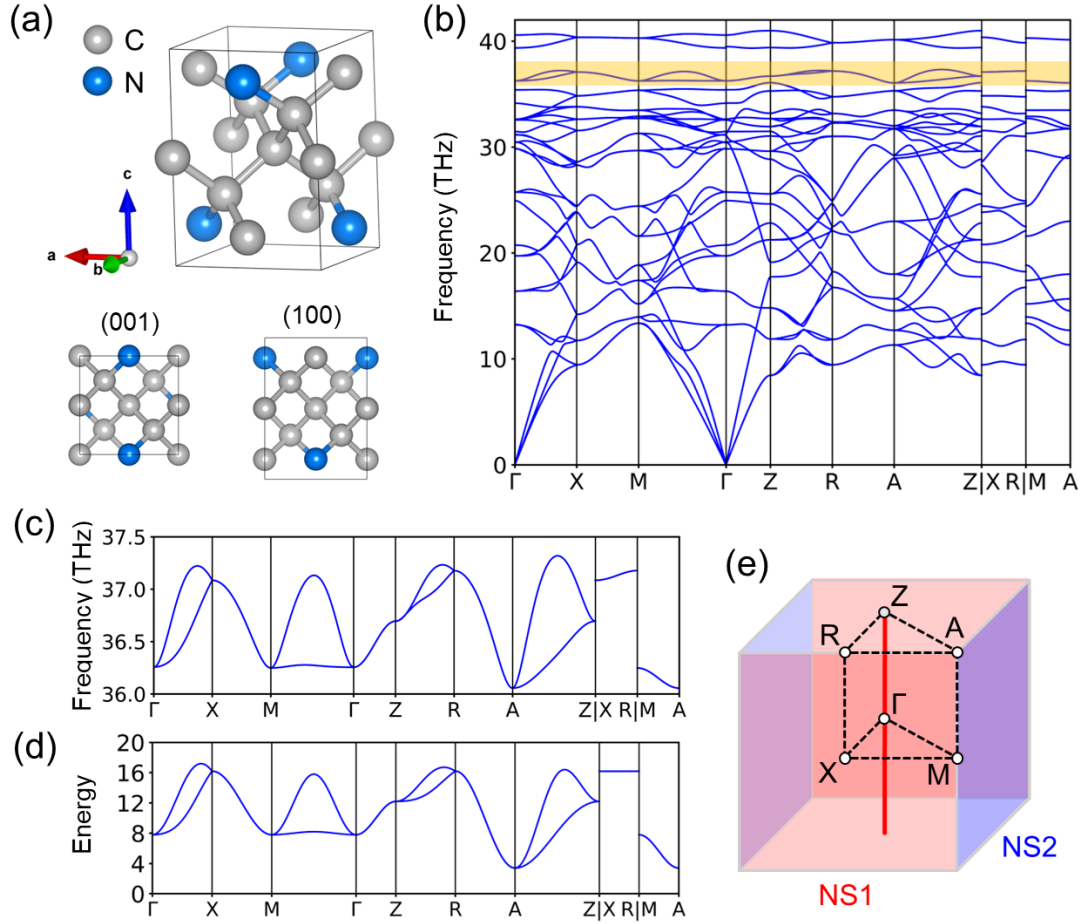 (a)
C
N
c
a
b
(001)
(100)
(b)
Frequency (THz)
40
30
20
10
0
Γ X M Γ Z R A Z|X R|M A
(c)
Frequency (THz)
37.5
37.0
36.5
36.0
Γ X M Γ Z R A Z|X R|M A
(d)
Energy
20
16
12
8
4
0
Γ X M Γ Z R A Z|X R|M A
(e)
Z
R
A
Γ
X
M
NS2
NS1